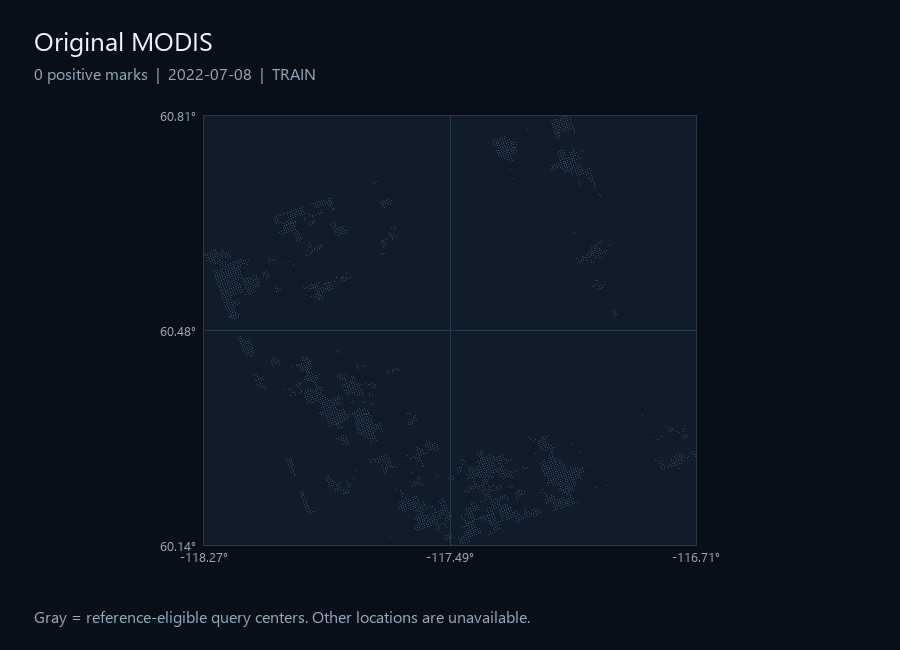 Original MODIS
0 positive marks | 2022-07-08 | TRAIN
60.81°
60.48°
60.14°
-118.27°
-117.49°
-116.71°
Gray = reference-eligible query centers. Other locations are unavailable.